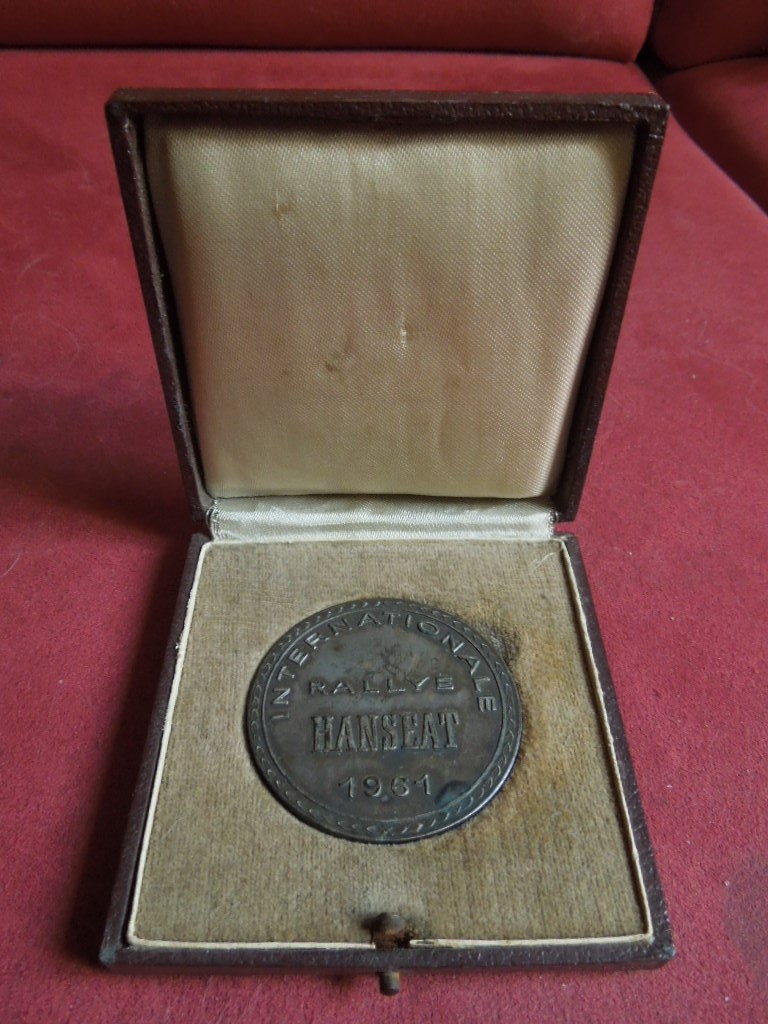 INTERNATIONALE
RALLYE
HANSEAT
1961